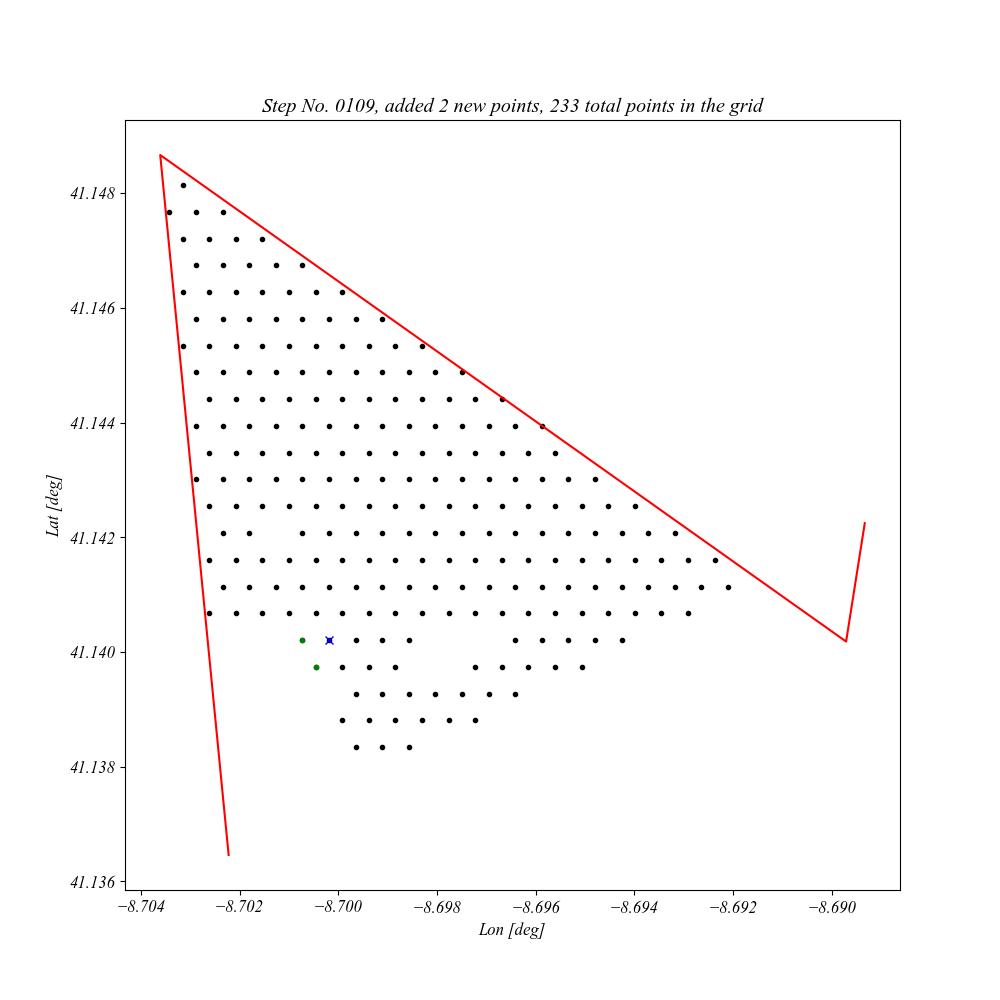 Step No. 0109, added 2 new points, 233 total points in the grid
41.148
41.146
41.144
41.142
41.140
41.138
41.136
Lat [deg]
−8.704 −8.702 −8.700 −8.698 −8.696 −8.694 −8.692 −8.690
Lon [deg]